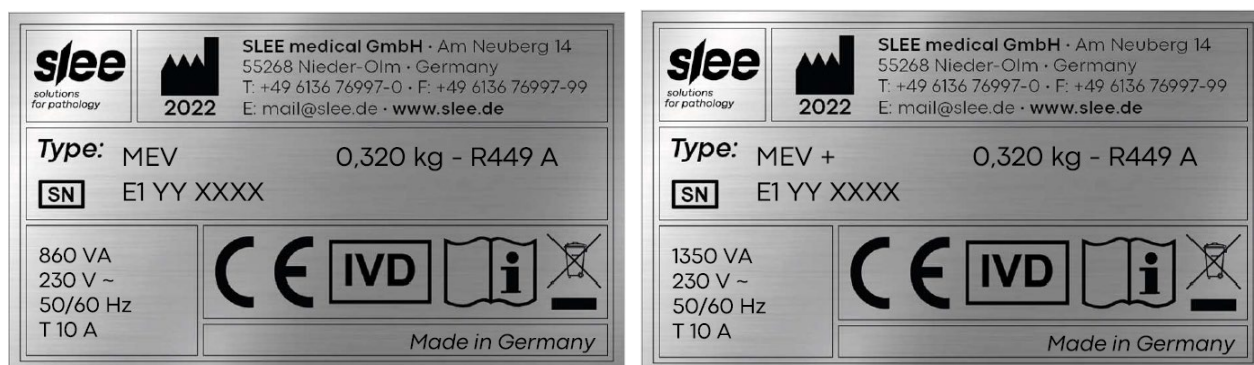 slee
solutions
for pathology
2022
SLEE medical GmbH · Am Neuberg 14
55268 Nieder-Olm · Germany
T: +49 6136 76997-0 · F: +49 6136 76997-99
E: mail@slee.de · www.slee.de
Type: MEV 0,320 kg - R449 A
SN E1 YY XXXX
860 VA
230 V ~
50/60 Hz
T 10 A
CE IVD i
Made in Germany
slee
solutions
for pathology
2022
SLEE medical GmbH · Am Neuberg 14
55268 Nieder-Olm · Germany
T: +49 6136 76997-0 · F: +49 6136 76997-99
E: mail@slee.de · www.slee.de
Type: MEV + 0,320 kg - R449 A
SN E1 YY XXXX
1350 VA
230 V ~
50/60 Hz
T 10 A
CE IVD i
Made in Germany